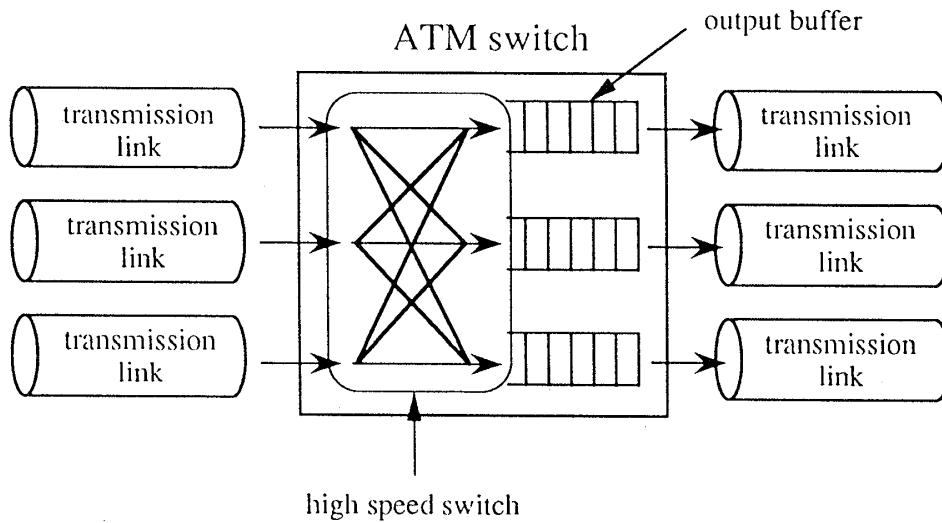 output buffer
ATM switch
transmission
link
transmission
link
transmission
link
transmission
link
transmission
link
transmission
link
high speed switch